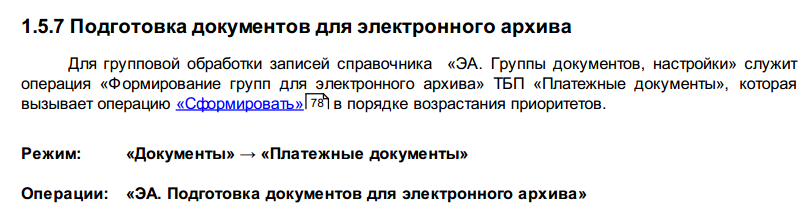 1.5.7 Подготовка документов для электронного архива
Для групповой обработки записей справочника «ЭА. Группы документов, настройки» служит
операция «Формирование групп для электронного архива» ТБП «Платежные документы», которая
вызывает операцию «Сформировать» 78 в порядке возрастания приоритетов.
Режим: «Документы» → «Платежные документы»
Операции: «ЭА. Подготовка документов для электронного архива»